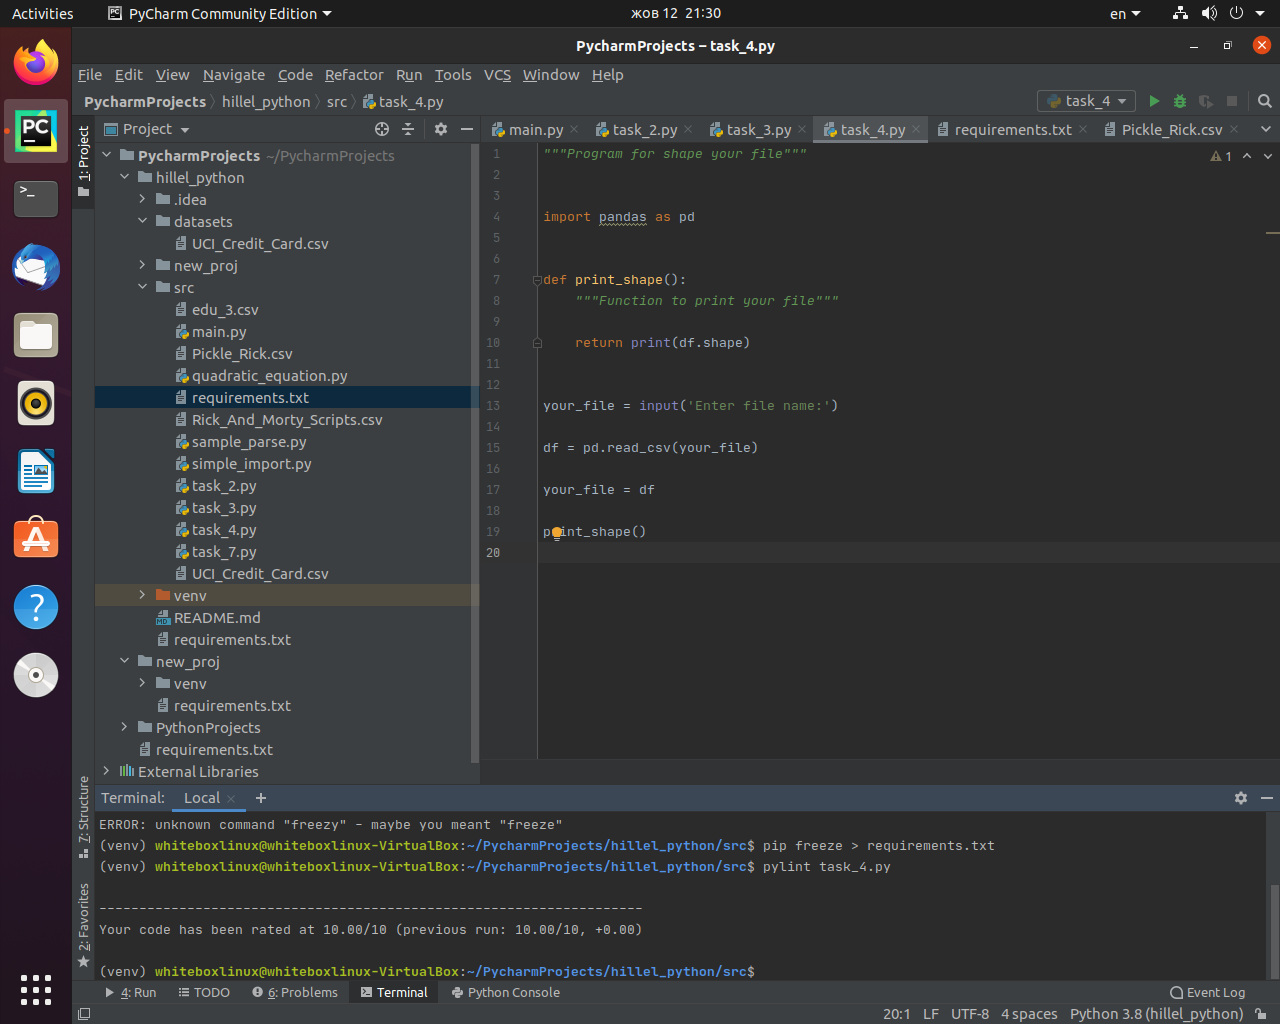 Activities
PyCharm Community Edition
жов 12 21:30
en
PycharmProjects – task_4.py
File Edit View Navigate Code Refactor Run Tools VCS Window Help
PycharmProjects hillel_python src task_4.py
task_4
1: Project
Project
main.py
task_2.py
task_3.py
task_4.py
requirements.txt
Pickle_Rick.csv
PycharmProjects ~/PycharmProjects
hillel_python
.idea
datasets
UCI_Credit_Card.csv
new_proj
src
edu_3.csv
main.py
Pickle_Rick.csv
quadratic_equation.py
requirements.txt
Rick_And_Morty_Scripts.csv
sample_parse.py
simple_import.py
task_2.py
task_3.py
task_4.py
task_7.py
UCI_Credit_Card.csv
venv
README.md
requirements.txt
new_proj
venv
requirements.txt
PythonProjects
requirements.txt
External Libraries
1
1 """Program for shape your file"""
2
3
4 import pandas as pd
5
6
7 def print_shape():
8 """Function to print your file"""
9
10 return print(df.shape)
11
12
13 your_file = input('Enter file name:')
14
15 df = pd.read_csv(your_file)
16
17 your_file = df
18
19 print_shape()
20
7: Structure
2: Favorites
Terminal: Local
ERROR: unknown command "freezy" - maybe you meant "freeze"
(venv) whiteboxlinux@whiteboxlinux-VirtualBox:~/PycharmProjects/hillel_python/src$ pip freeze > requirements.txt
(venv) whiteboxlinux@whiteboxlinux-VirtualBox:~/PycharmProjects/hillel_python/src$ pylint task_4.py
--------------------------------------------------------------------
Your code has been rated at 10.00/10 (previous run: 10.00/10, +0.00)
(venv) whiteboxlinux@whiteboxlinux-VirtualBox:~/PycharmProjects/hillel_python/src$
4: Run
TODO
6: Problems
Terminal
Python Console
Event Log
20:1 LF UTF-8 4 spaces Python 3.8 (hillel_python)